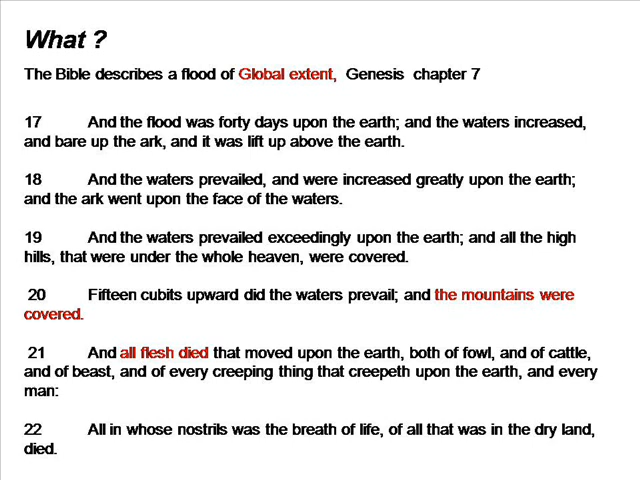 What ?
The Bible describes a flood of Global extent,  Genesis  chapter 7
17 And the flood was forty days upon the earth; and the waters increased,
and bare up the ark, and it was lift up above the earth.
18 And the waters prevailed, and were increased greatly upon the earth;
and the ark went upon the face of the waters.
19 And the waters prevailed exceedingly upon the earth; and all the high
hills, that were under the whole heaven, were covered.
20 Fifteen cubits upward did the waters prevail; and the mountains were
covered.
21 And all flesh died that moved upon the earth, both of fowl, and of cattle,
and of beast, and of every creeping thing that creepeth upon the earth, and every
man:
22 All in whose nostrils was the breath of life, of all that was in the dry land,
died.